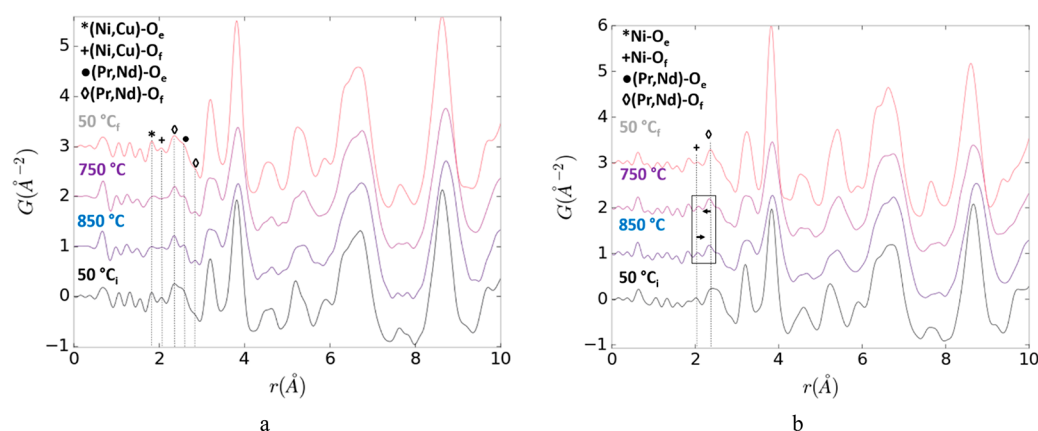 *(Ni,Cu)-Oe
+(Ni,Cu)-Of
●(Pr,Nd)-Oe
◊(Pr,Nd)-Of
50 °Cf
* + ◊ ● ◊
750 °C
850 °C
50 °Ci
5
4
3
2
1
0
−1
G(Å⁻²)
0 2 4 6 8 10
r(Å)
a
*Ni-Oe
+Ni-Of
●(Pr,Nd)-Oe
◊(Pr,Nd)-Of
50 °Cf
+ ◊
750 °C
850 °C
50 °Ci
6
5
4
3
2
1
0
−1
G(Å⁻²)
0 2 4 6 8 10
r(Å)
b